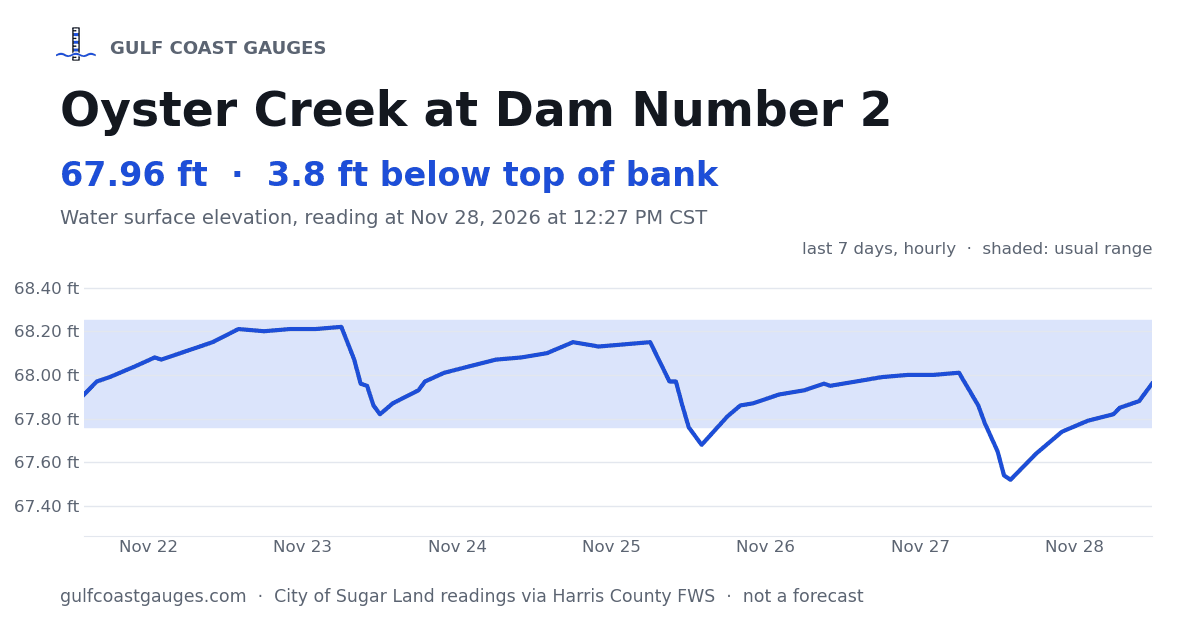 GULF COAST GAUGES
Oyster Creek at Dam Number 2
67.96 ft · 3.8 ft below top of bank
Water surface elevation, reading at Nov 28, 2026 at 12:27 PM CST
last 7 days, hourly · shaded: usual range
68.40 ft
68.20 ft
68.00 ft
67.80 ft
67.60 ft
67.40 ft
Nov 22 Nov 23 Nov 24 Nov 25 Nov 26 Nov 27 Nov 28
gulfcoastgauges.com · City of Sugar Land readings via Harris County FWS · not a forecast